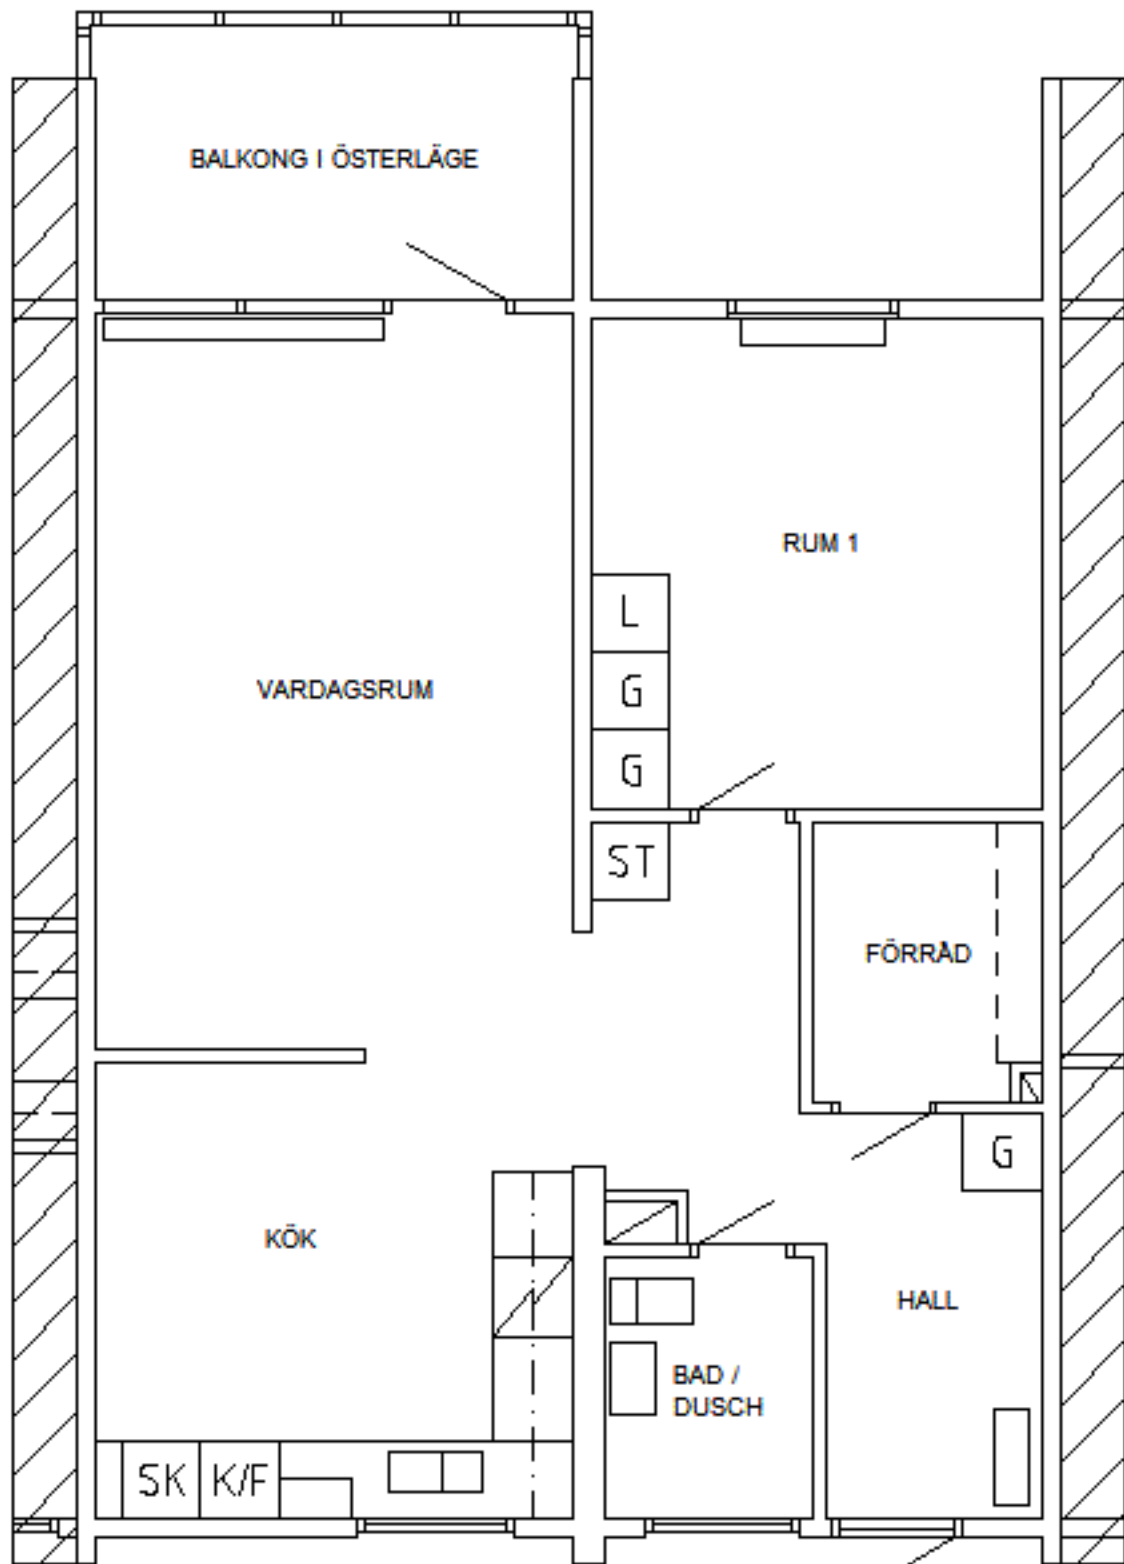 BALKONG I ÖSTERLÄGE
RUM 1
L
G
G
VARDAGSRUM
ST
FÖRRÅD
G
KÖK
HALL
BAD /
DUSCH
SK
K/F